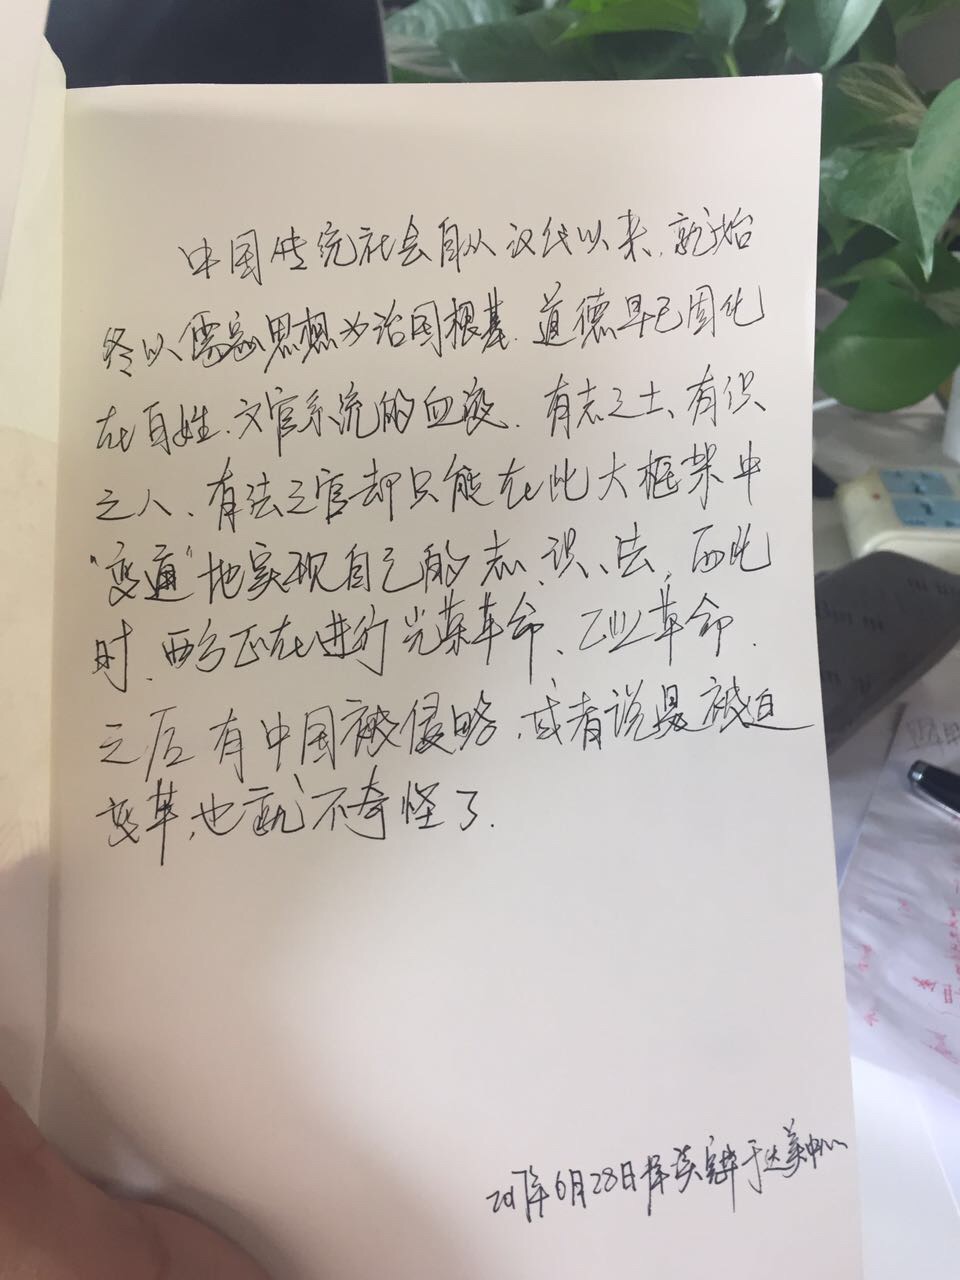 中国传统社会自从汉代以来，就始
终以儒家思想为治国根基．道德早已固化
在百姓、文官系统的血液．有志之士、有识
之人、有法之官却只能在此大框架中
“变通”地实现自己的志、识、法，而此
时，西方正在进行光荣革命、工业革命．
之后有中国被侵略，或者说是被迫
变革，也就不奇怪了．
2017年6月28日 择 读 于达美中心